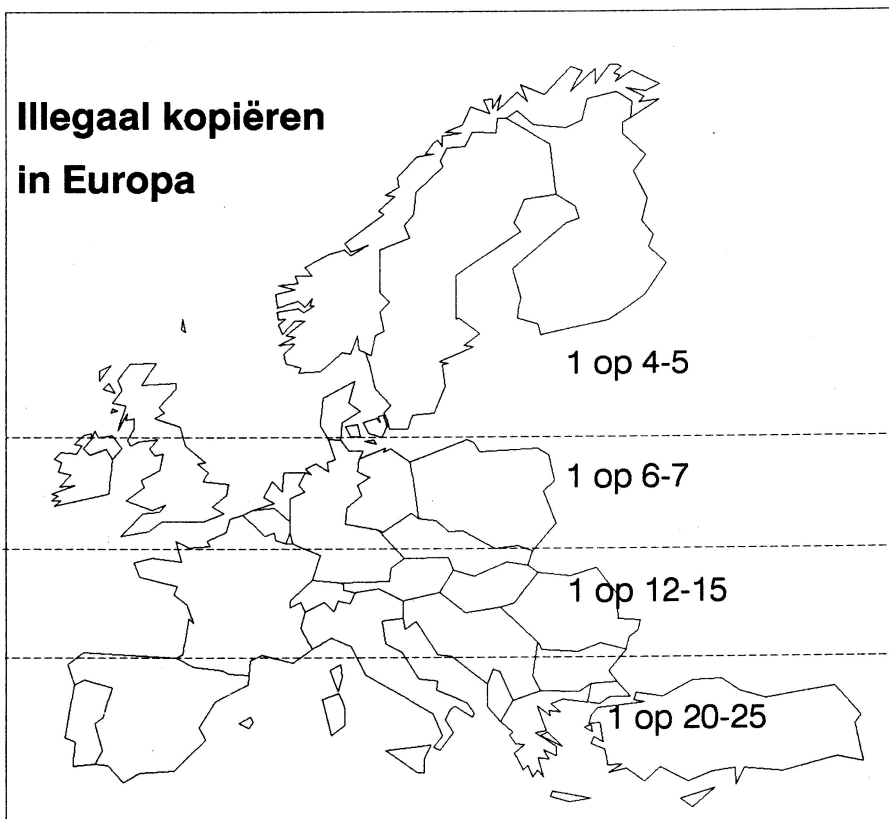 Illegaal kopiëren
in Europa
1 op 4-5
1 op 6-7
1 op 12-15
1 op 20-25